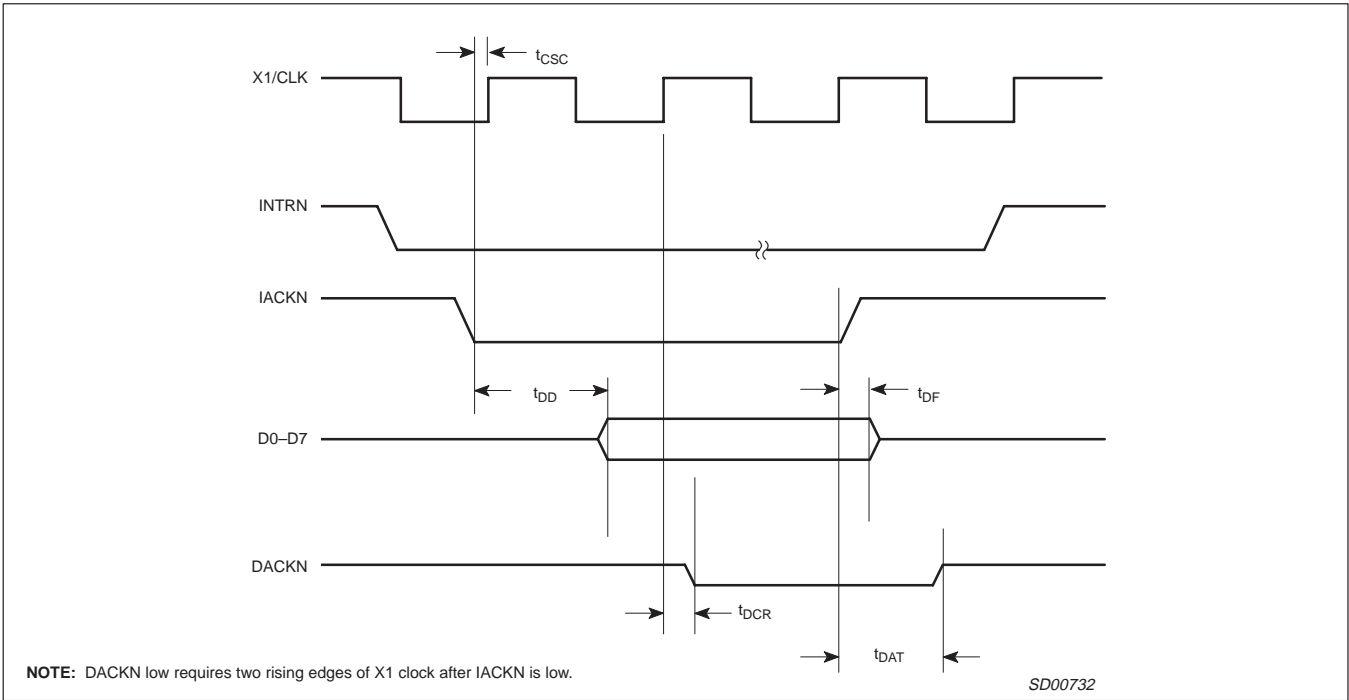 tCSC
X1/CLK
INTRN
IACKN
tDD
tDF
D0–D7
DACKN
tDCR
tDAT
NOTE: DACKN low requires two rising edges of X1 clock after IACKN is low.
SD00732